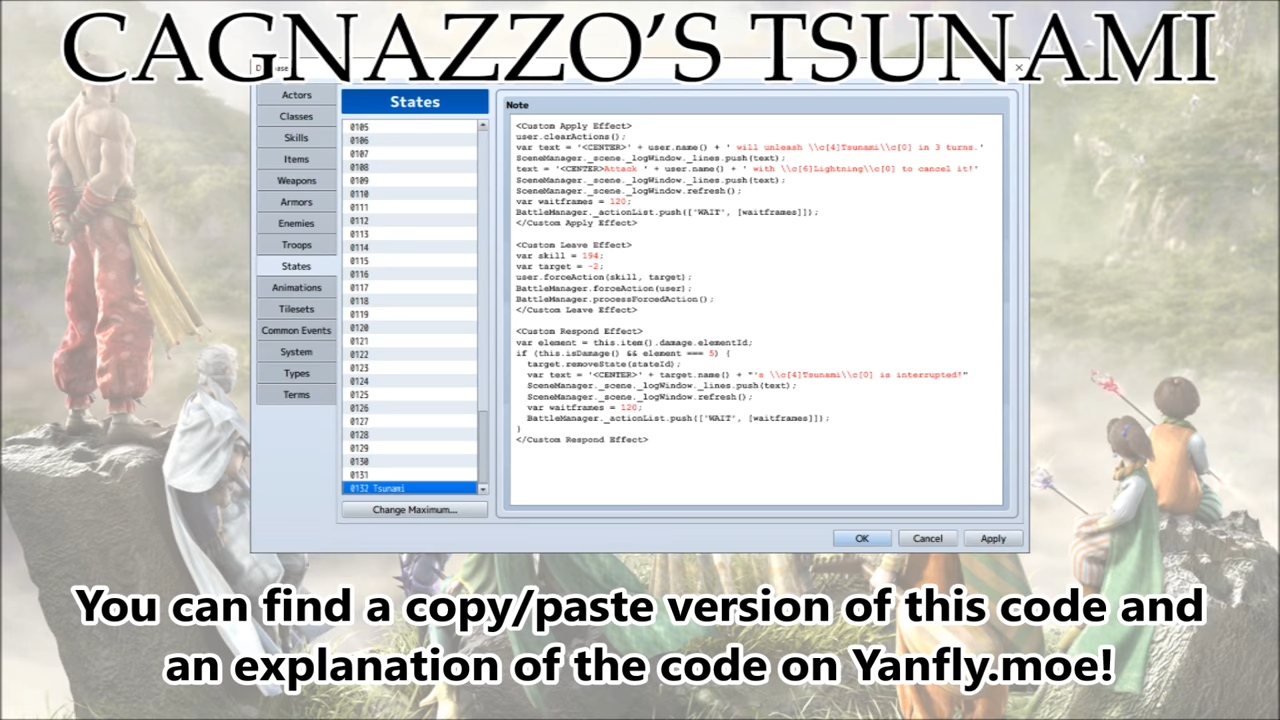 CAGNAZZO'S TSUNAMI
Actors
Classes
Skills
Items
Weapons
Armors
Enemies
Troops
States
Animations
Tilesets
Common Events
System
Types
Terms
States
0105
0106
0107
0108
0109
0110
0111
0112
0113
0114
0115
0116
0117
0118
0119
0120
0121
0122
0123
0124
0125
0126
0127
0128
0129
0130
0131
0132 Tsunami
Change Maximum...
Note
<Custom Apply Effect>
user.clearActions();
var text = '<CENTER>' + user.name() + ' will unleash \\c[4]Tsunami\\c[0] in 3 turns.'
SceneManager._scene._logWindow._lines.push(text);
text = '<CENTER>Attack ' + user.name() + ' with \\c[6]Lightning\\c[0] to cancel it!'
SceneManager._scene._logWindow._lines.push(text);
SceneManager._scene._logWindow.refresh();
var waitframes = 120;
BattleManager._actionList.push(['WAIT', [waitframes]]);
</Custom Apply Effect>
<Custom Leave Effect>
var skill = 194;
var target = -2;
user.forceAction(skill, target);
BattleManager.forceAction(user);
BattleManager.processForcedAction();
</Custom Leave Effect>
<Custom Respond Effect>
var element = this.item().damage.elementId;
if (this.isDamage() && element === 5) {
target.removeState(stateId);
var text = '<CENTER>' + target.name() + "'s \\c[4]Tsunami\\c[0] is interrupted!"
SceneManager._scene._logWindow._lines.push(text);
SceneManager._scene._logWindow.refresh();
var waitframes = 120;
BattleManager._actionList.push(['WAIT', [waitframes]]);
}
</Custom Respond Effect>
OK
Cancel
Apply
You can find a copy/paste version of this code and
an explanation of the code on Yanfly.moe!